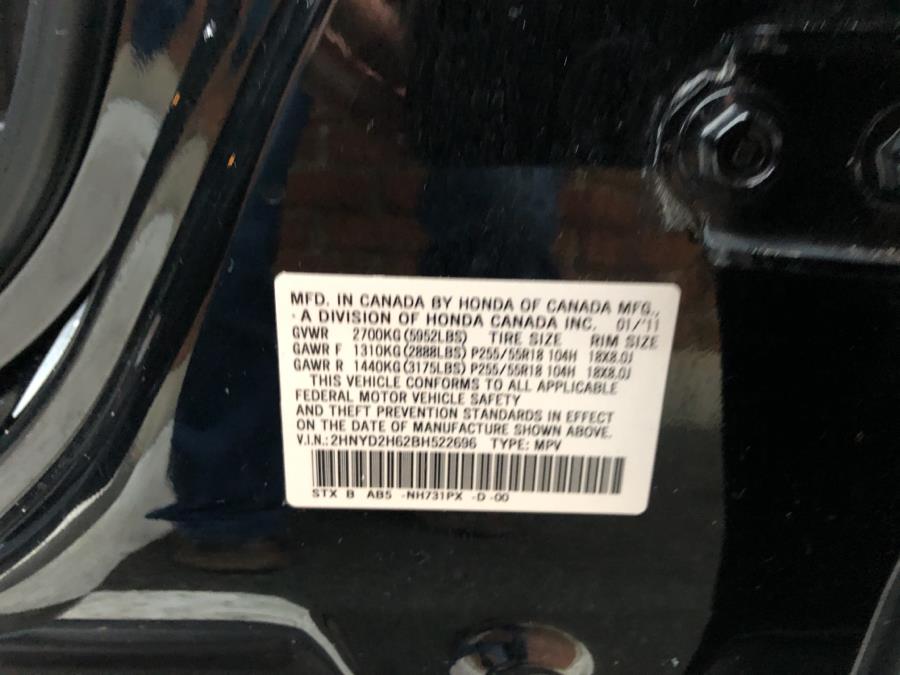 MFD. IN CANADA BY HONDA OF CANADA MFG.,
A DIVISION OF HONDA CANADA INC. 01/'11
GVWR 2700KG(5952LBS) TIRE SIZE RIM SIZE
GAWR F 1310KG(2888LBS) P255/55R18 104H 18X8.0J
GAWR R 1440KG(3175LBS) P255/55R18 104H 18X8.0J
THIS VEHICLE CONFORMS TO ALL APPLICABLE
FEDERAL MOTOR VEHICLE SAFETY
AND THEFT PREVENTION STANDARDS IN EFFECT
ON THE DATE OF MANUFACTURE SHOWN ABOVE.
V.I.N.: 2HNYD2H62BH522696 TYPE: MPV
STX B AB5 -NH731PX -D -00